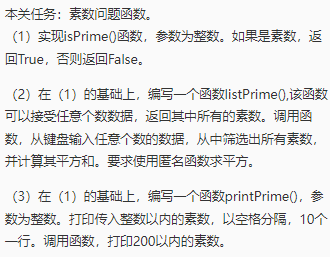 本关任务：素数问题函数。
（1）实现isPrime()函数，参数为整数。如果是素数，返
回True，否则返回False。
（2）在（1）的基础上，编写一个函数listPrime(),该函数
可以接受任意个数数据，返回其中所有的素数。调用函
数，从键盘输入任意个数的数据，从中筛选出所有素数，
并计算其平方和。要求使用匿名函数求平方。
（3）在（1）的基础上，编写一个函数printPrime()，参
数为整数。打印传入整数以内的素数，以空格分隔，10个
一行。调用函数，打印200以内的素数。